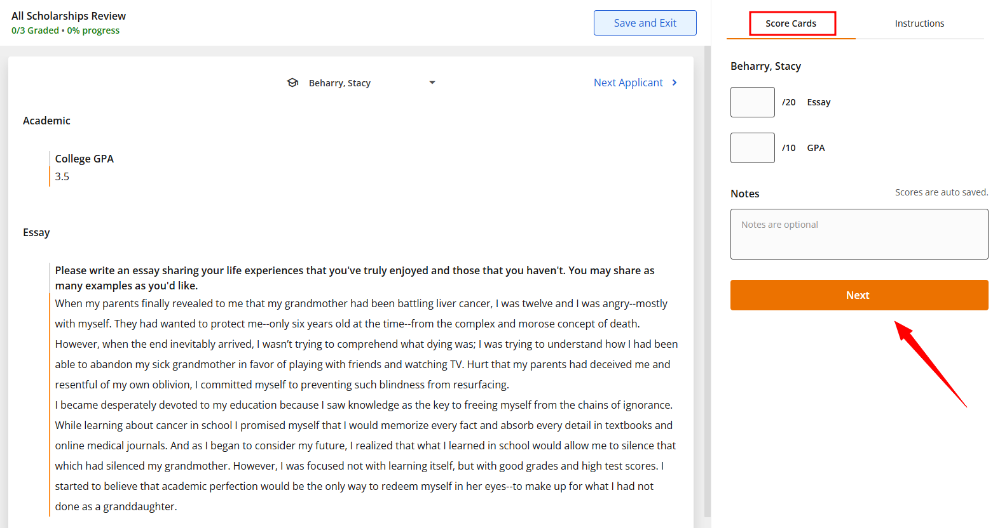 All Scholarships Review
0/3 Graded • 0% progress
Save and Exit
Beharry, Stacy
Next Applicant
Academic
College GPA
3.5
Essay
Please write an essay sharing your life experiences that you've truly enjoyed and those that you haven't. You may share as
many examples as you'd like.
When my parents finally revealed to me that my grandmother had been battling liver cancer, I was twelve and I was angry--mostly
with myself. They had wanted to protect me--only six years old at the time--from the complex and morose concept of death.
However, when the end inevitably arrived, I wasn’t trying to comprehend what dying was; I was trying to understand how I had been
able to abandon my sick grandmother in favor of playing with friends and watching TV. Hurt that my parents had deceived me and
resentful of my own oblivion, I committed myself to preventing such blindness from resurfacing.
I became desperately devoted to my education because I saw knowledge as the key to freeing myself from the chains of ignorance.
While learning about cancer in school I promised myself that I would memorize every fact and absorb every detail in textbooks and
online medical journals. And as I began to consider my future, I realized that what I learned in school would allow me to silence that
which had silenced my grandmother. However, I was focused not with learning itself, but with good grades and high test scores. I
started to believe that academic perfection would be the only way to redeem myself in her eyes--to make up for what I had not
done as a granddaughter.
Score Cards
Instructions
Beharry, Stacy
/20 Essay
/10 GPA
Notes
Scores are auto saved.
Notes are optional
Next